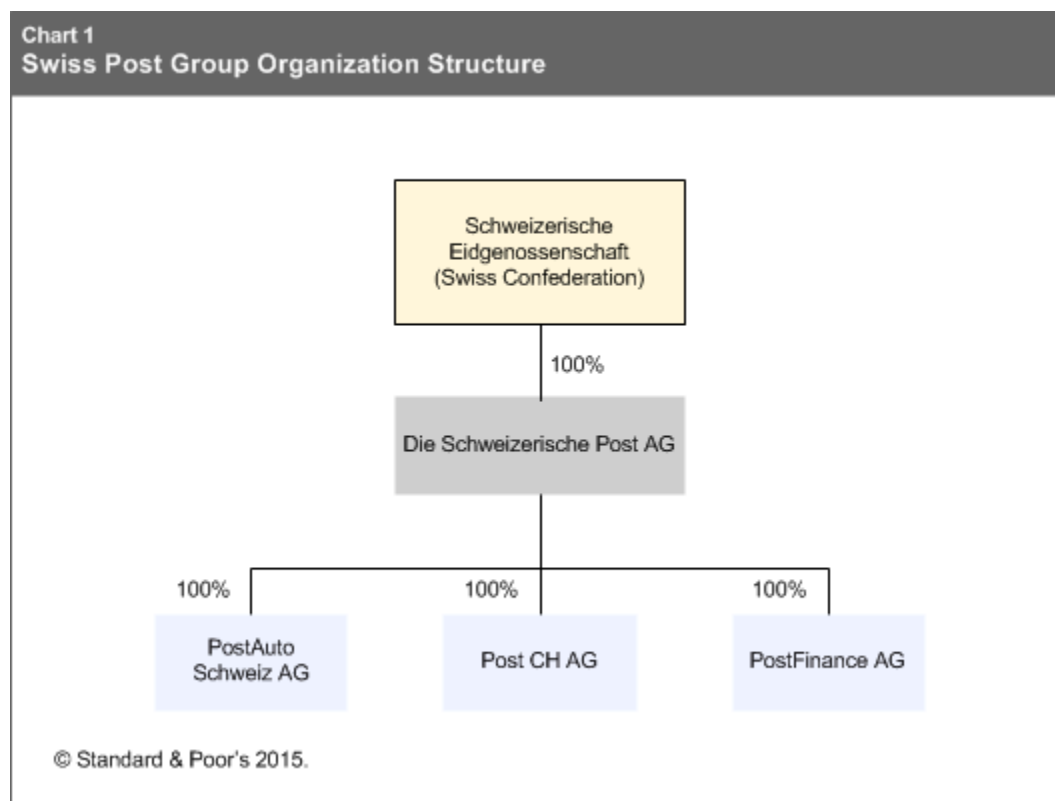 Chart 1
Swiss Post Group Organization Structure
Schweizerische
Eidgenossenschaft
(Swiss Confederation)
100%
Die Schweizerische Post AG
100%
100%
100%
PostAuto
Schweiz AG
Post CH AG
PostFinance AG
© Standard & Poor's 2015.